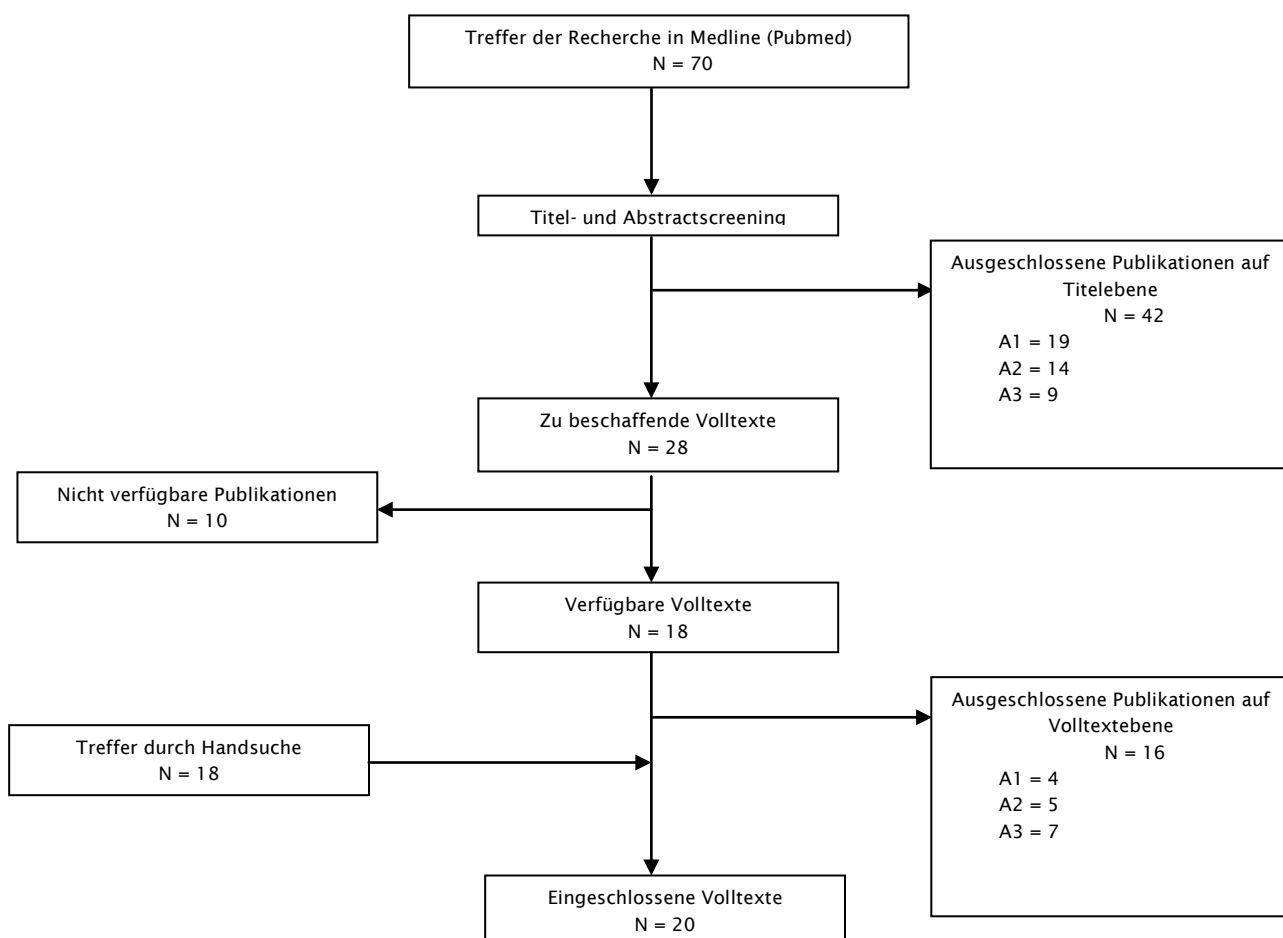 Treffer der Recherche in Medline (Pubmed)
N = 70
Titel- und Abstractscreening
Ausgeschlossene Publikationen auf
Titelebene
N = 42
A1 = 19
A2 = 14
A3 = 9
Zu beschaffende Volltexte
N = 28
Nicht verfügbare Publikationen
N = 10
Verfügbare Volltexte
N = 18
Ausgeschlossene Publikationen auf
Volltextebene
N = 16
A1 = 4
A2 = 5
A3 = 7
Treffer durch Handsuche
N = 18
Eingeschlossene Volltexte
N = 20